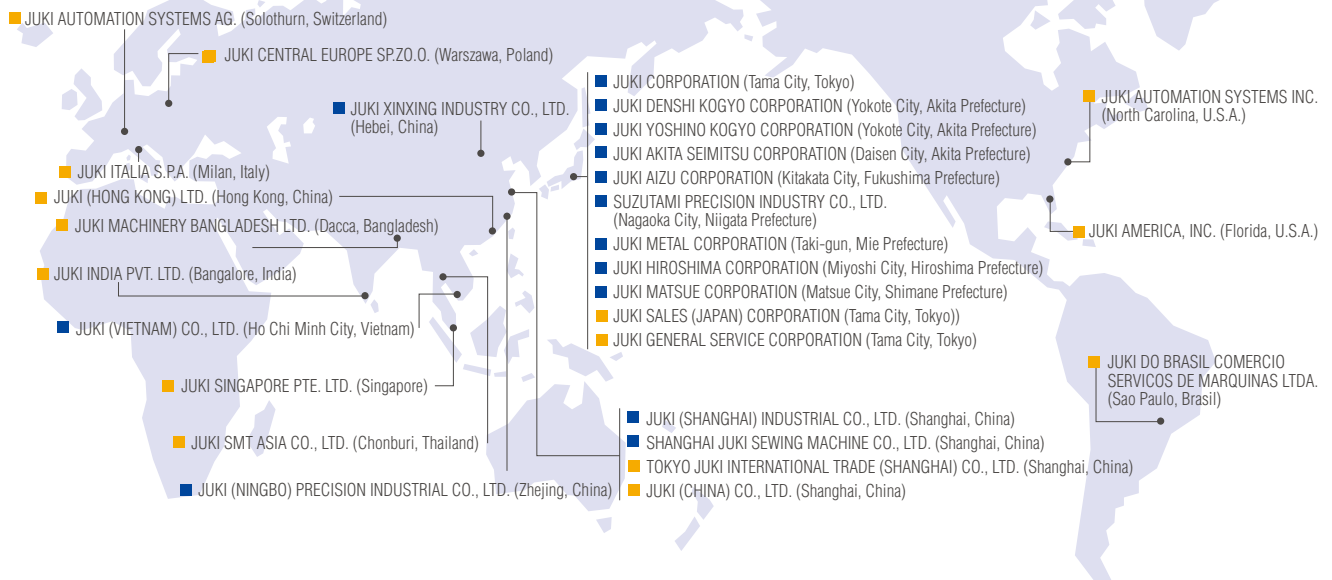 JUKI AUTOMATION SYSTEMS AG. (Solothurn, Switzerland)
JUKI CENTRAL EUROPE SP.ZO.O. (Warszawa, Poland)
JUKI XINXING INDUSTRY CO., LTD.
(Hebei, China)
JUKI ITALIA S.P.A. (Milan, Italy)
JUKI (HONG KONG) LTD. (Hong Kong, China)
JUKI MACHINERY BANGLADESH LTD. (Dacca, Bangladesh)
JUKI INDIA PVT. LTD. (Bangalore, India)
JUKI (VIETNAM) CO., LTD. (Ho Chi Minh City, Vietnam)
JUKI SINGAPORE PTE. LTD. (Singapore)
JUKI SMT ASIA CO., LTD. (Chonburi, Thailand)
JUKI (NINGBO) PRECISION INDUSTRIAL CO., LTD. (Zhejing, China)
JUKI CORPORATION (Tama City, Tokyo)
JUKI DENSHI KOGYO CORPORATION (Yokote City, Akita Prefecture)
JUKI YOSHINO KOGYO CORPORATION (Yokote City, Akita Prefecture)
JUKI AKITA SEIMITSU CORPORATION (Daisen City, Akita Prefecture)
JUKI AIZU CORPORATION (Kitakata City, Fukushima Prefecture)
SUZUTAMI PRECISION INDUSTRY CO., LTD.
(Nagaoka City, Niigata Prefecture)
JUKI METAL CORPORATION (Taki-gun, Mie Prefecture)
JUKI HIROSHIMA CORPORATION (Miyoshi City, Hiroshima Prefecture)
JUKI MATSUE CORPORATION (Matsue City, Shimane Prefecture)
JUKI SALES (JAPAN) CORPORATION (Tama City, Tokyo))
JUKI GENERAL SERVICE CORPORATION (Tama City, Tokyo)
JUKI (SHANGHAI) INDUSTRIAL CO., LTD. (Shanghai, China)
SHANGHAI JUKI SEWING MACHINE CO., LTD. (Shanghai, China)
TOKYO JUKI INTERNATIONAL TRADE (SHANGHAI) CO., LTD. (Shanghai, China)
JUKI (CHINA) CO., LTD. (Shanghai, China)
JUKI AUTOMATION SYSTEMS INC.
(North Carolina, U.S.A.)
JUKI AMERICA, INC. (Florida, U.S.A.)
JUKI DO BRASIL COMERCIO
SERVICOS DE MARQUINAS LTDA.
(Sao Paulo, Brasil)